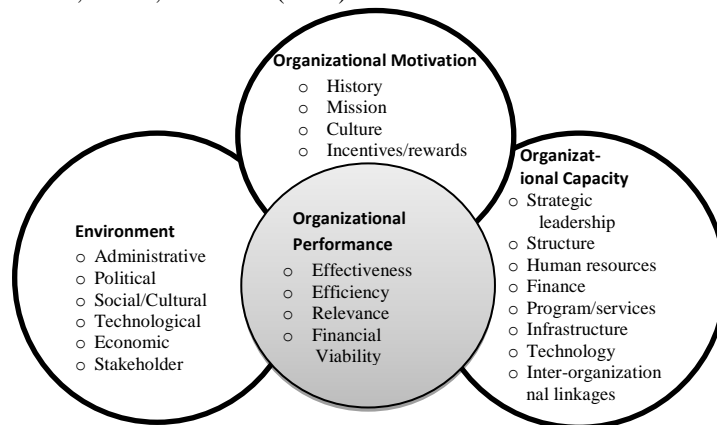 Organizational Motivation
o History
o Mission
o Culture
o Incentives/rewards
Environment
o Administrative
o Political
o Social/Cultural
o Technological
o Economic
o Stakeholder
Organizational
Performance
o Effectiveness
o Efficiency
o Relevance
o Financial
Viability
Organizat-
ional Capacity
o Strategic
leadership
o Structure
o Human resources
o Finance
o Program/services
o Infrastructure
o Technology
o Inter-organization
nal linkages